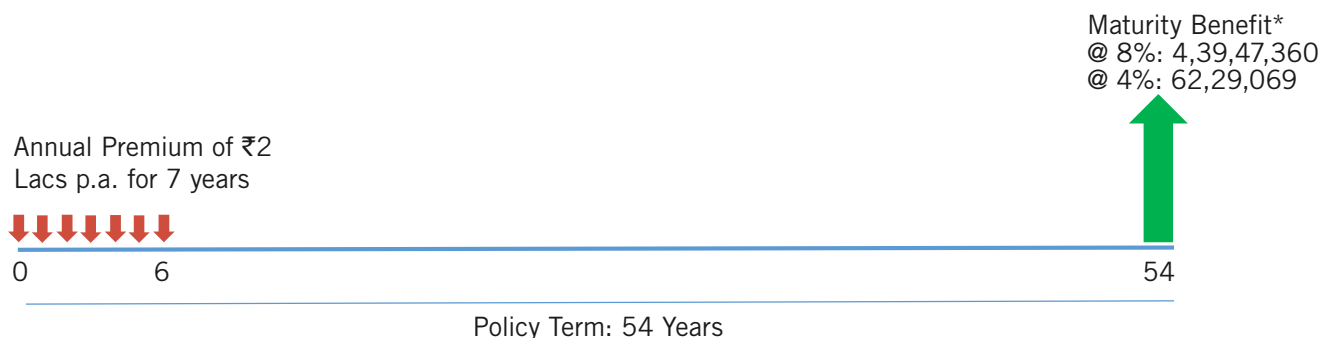 Maturity Benefit*
@ 8%: 4,39,47,360
@ 4%: 62,29,069
Annual Premium of ₹2
Lacs p.a. for 7 years
0
6
54
Policy Term: 54 Years